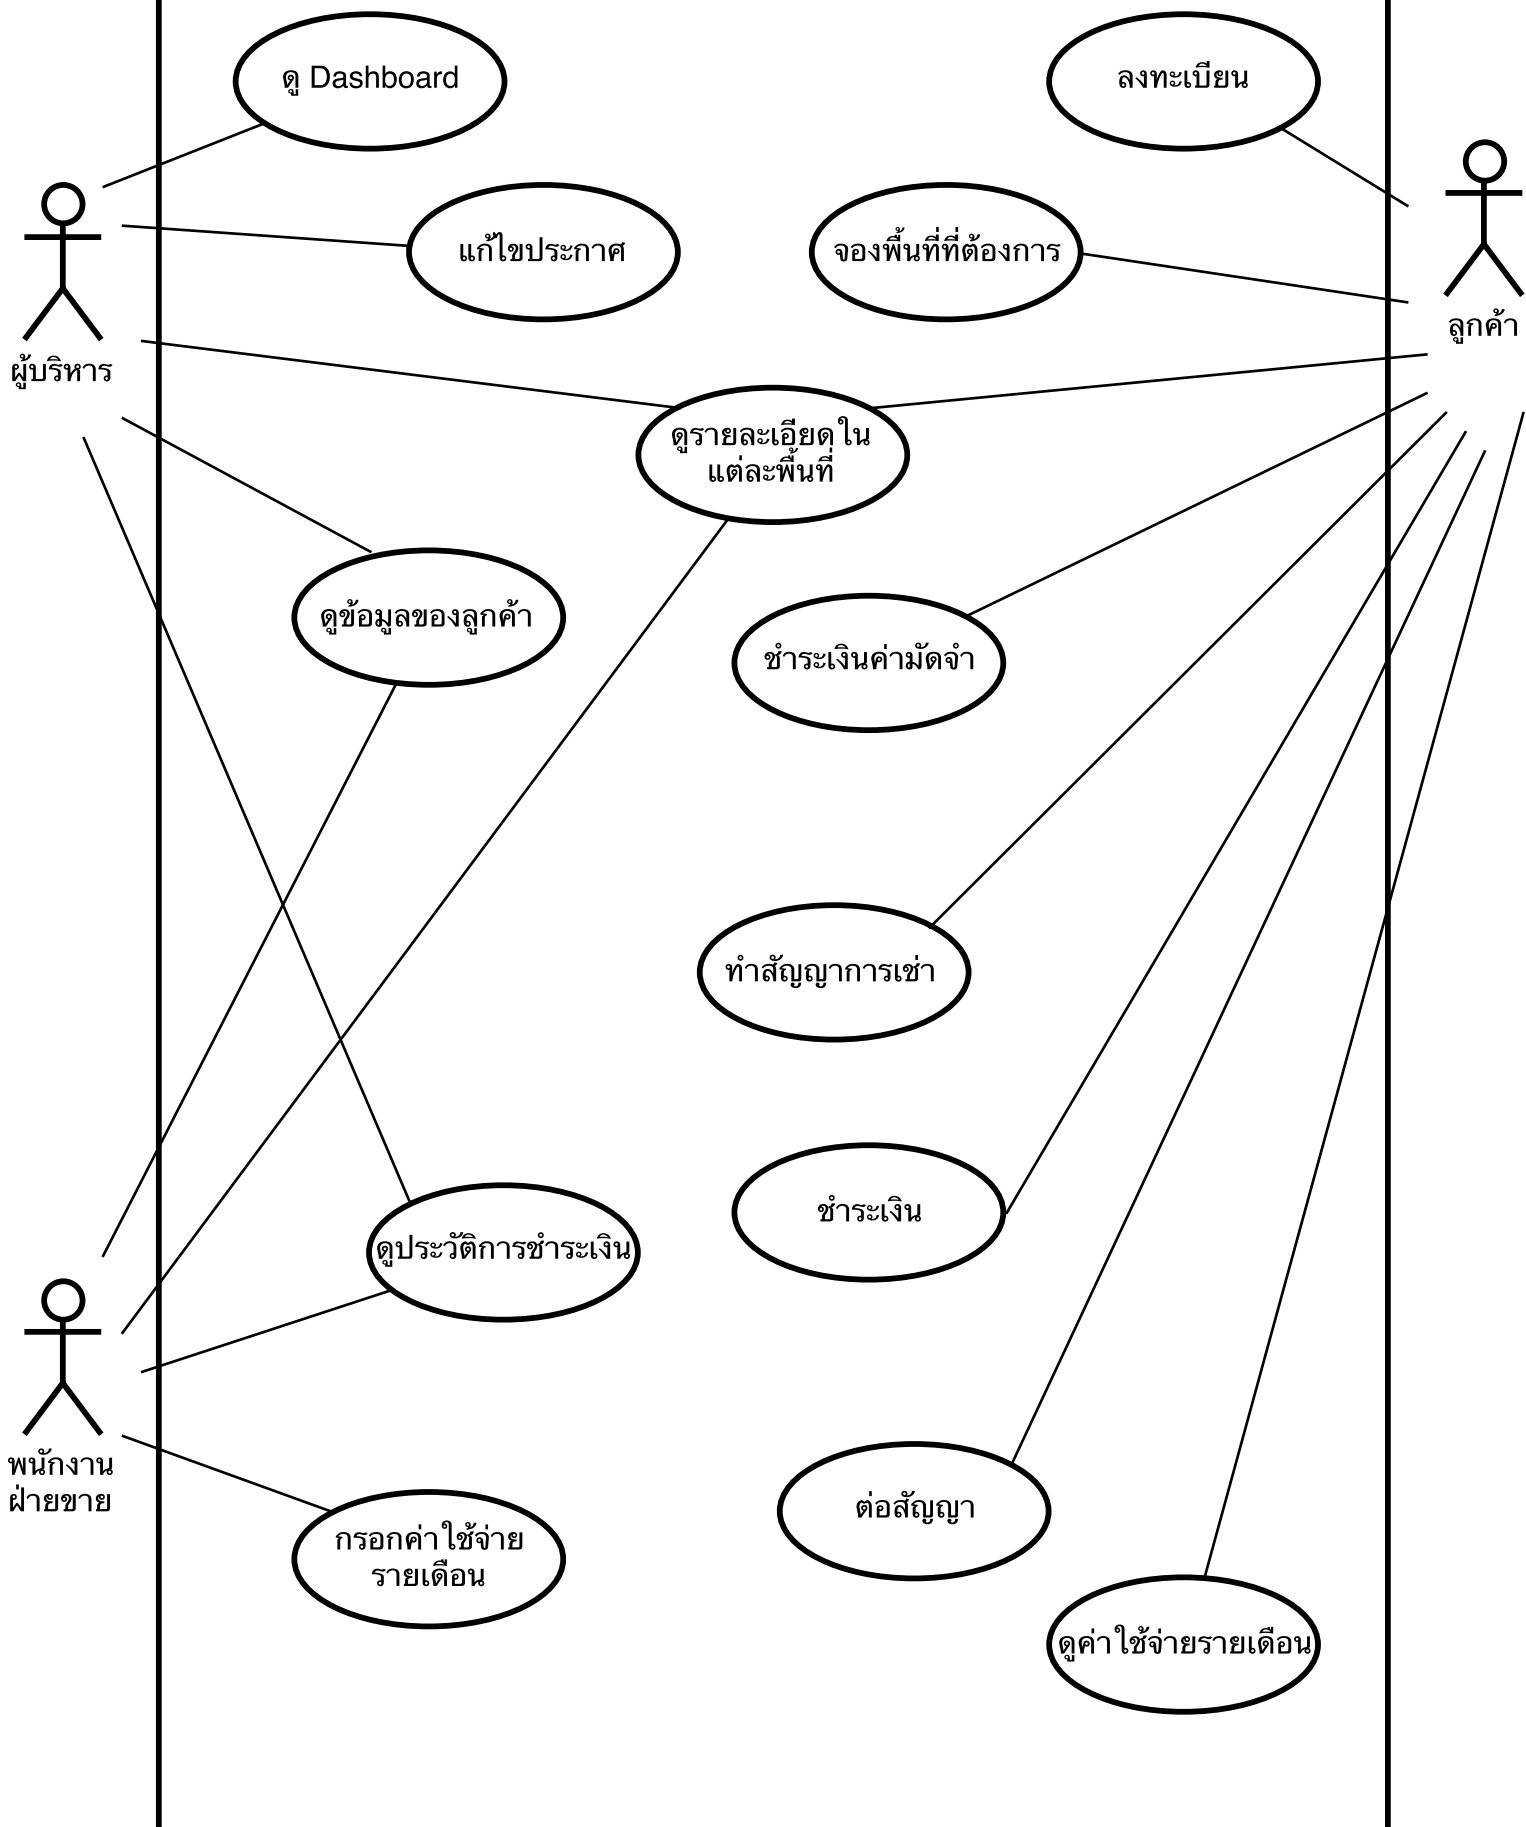 ดู Dashboard
ลงทะเบียน
แก้ไขประกาศ
จองพื้นที่ที่ต้องการ
ลูกค้า
ผู้บริหาร
ดูรายละเอียดใน
แต่ละพื้นที่
ดูข้อมูลของลูกค้า
ชำระเงินค่ามัดจำ
ทำสัญญาการเช่า
ชำระเงิน
ดูประวัติการชำระเงิน
พนักงาน
ฝ่ายขาย
ต่อสัญญา
กรอกค่าใช้จ่าย
รายเดือน
ดูค่าใช้จ่ายรายเดือน